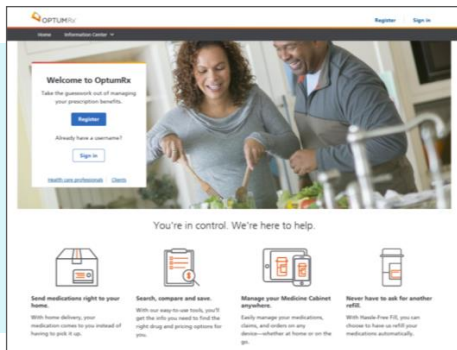 OPTUMRx
Register
Sign in
Home
Information Center
Welcome to OptumRx
Take the guesswork out of managing
your prescription benefits.
Register
Already have a username?
Sign in
Health care professionals
Clients
You're in control. We're here to help.
Send medications right to your
home.
With home delivery, your
medication comes to you instead of
having to pick it up.
Search, compare and save.
With our easy-to-use tools, you'll
get the info you need to find the
right drug and pricing options for
you.
Manage your Medicine Cabinet
anywhere.
Easily manage your medications,
claims, and orders on any
device—whether at home or on the
go.
Never have to ask for another
refill.
With Hassle-Free Fill, you can
choose to have us refill your
medications automatically.